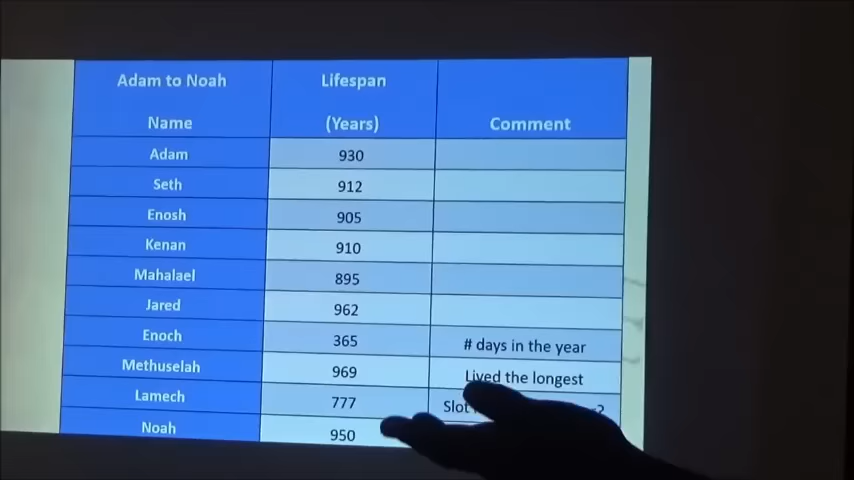 Adam to Noah Lifespan
Name (Years) Comment
Adam 930
Seth 912
Enosh 905
Kenan 910
Mahalael 895
Jared 962
Enoch 365 # days in the year
Methuselah 969 Lived the longest
Lamech 777 Slot
Noah 950